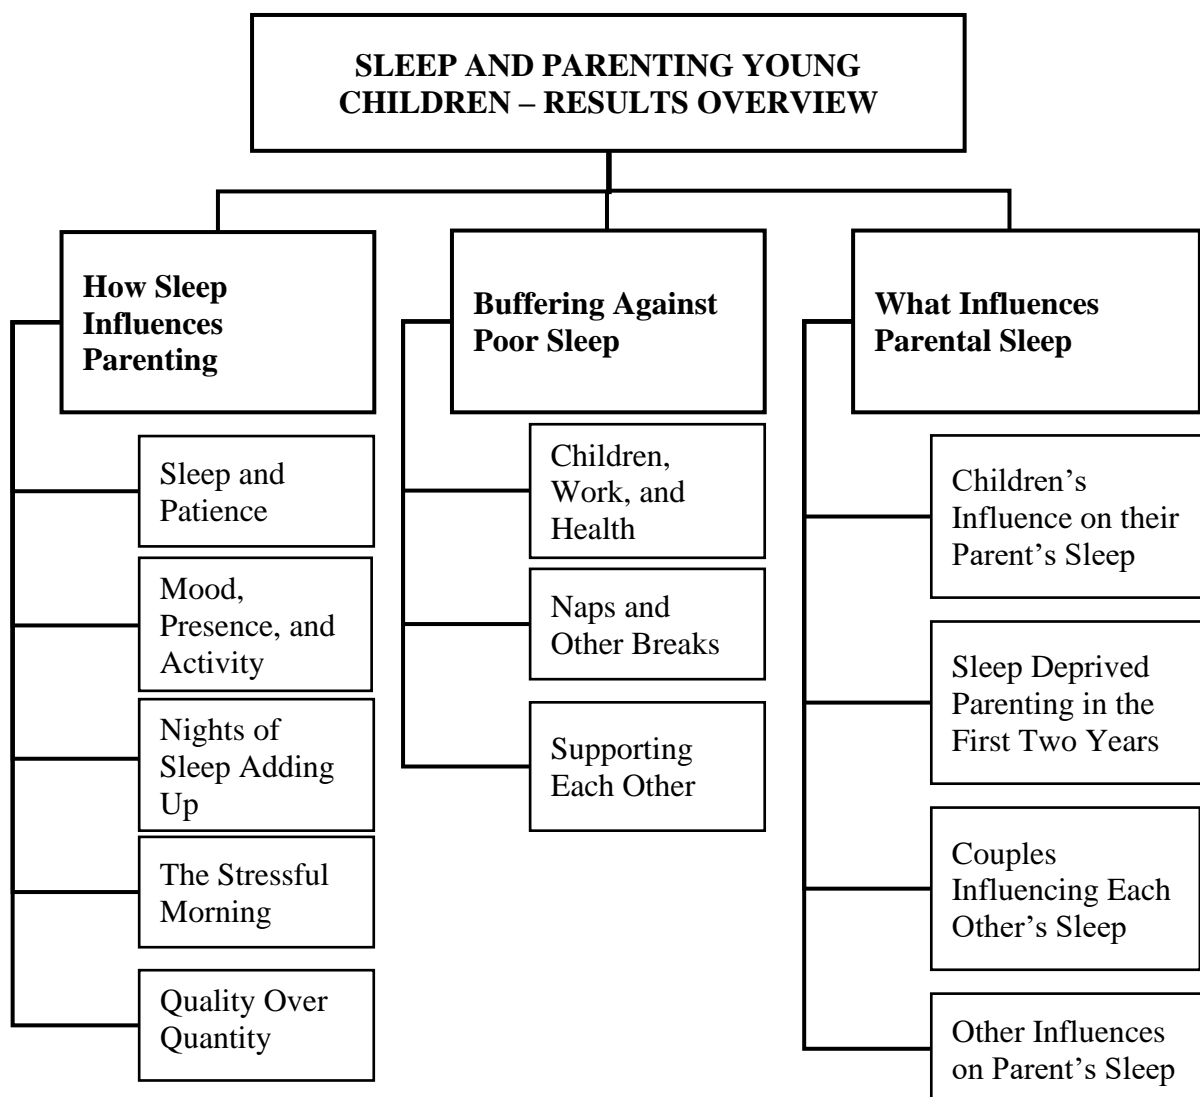 SLEEP AND PARENTING YOUNG
CHILDREN – RESULTS OVERVIEW
How Sleep
Influences
Parenting
Sleep and
Patience
Mood,
Presence, and
Activity
Nights of
Sleep Adding
Up
The Stressful
Morning
Quality Over
Quantity
Buffering Against
Poor Sleep
Children,
Work, and
Health
Naps and
Other Breaks
Supporting
Each Other
What Influences
Parental Sleep
Children’s
Influence on their
Parent’s Sleep
Sleep Deprived
Parenting in the
First Two Years
Couples
Influencing Each
Other’s Sleep
Other Influences
on Parent’s Sleep